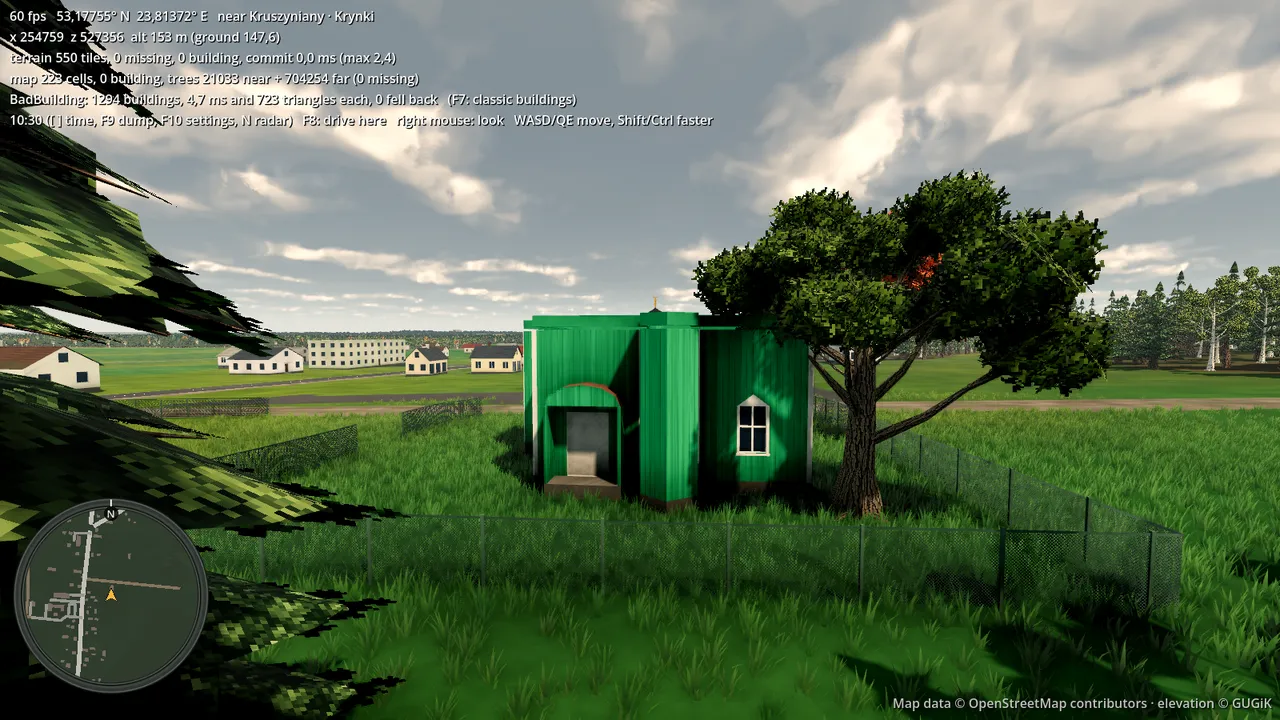 60 fps   53,17755° N  23,81372° E   near Kruszyniany · Krynki
x 254759  z 527356  alt 153 m (ground 147,6)
terrain 550 tiles, 0 missing, 0 building, commit 0,0 ms (max 2,4)
map 223 cells, 0 building, trees 21033 near + 704254 far (0 missing)
BadBuilding: 1294 buildings, 4,7 ms and 723 triangles each, 0 fell back   (F7: classic buildings)
10:30 ([ ] time, F9 dump, F10 settings, N radar)   F8: drive here   right mouse: look   WASD/QE move, Shift/Ctrl faster
N
Map data © OpenStreetMap contributors · elevation © GUGiK